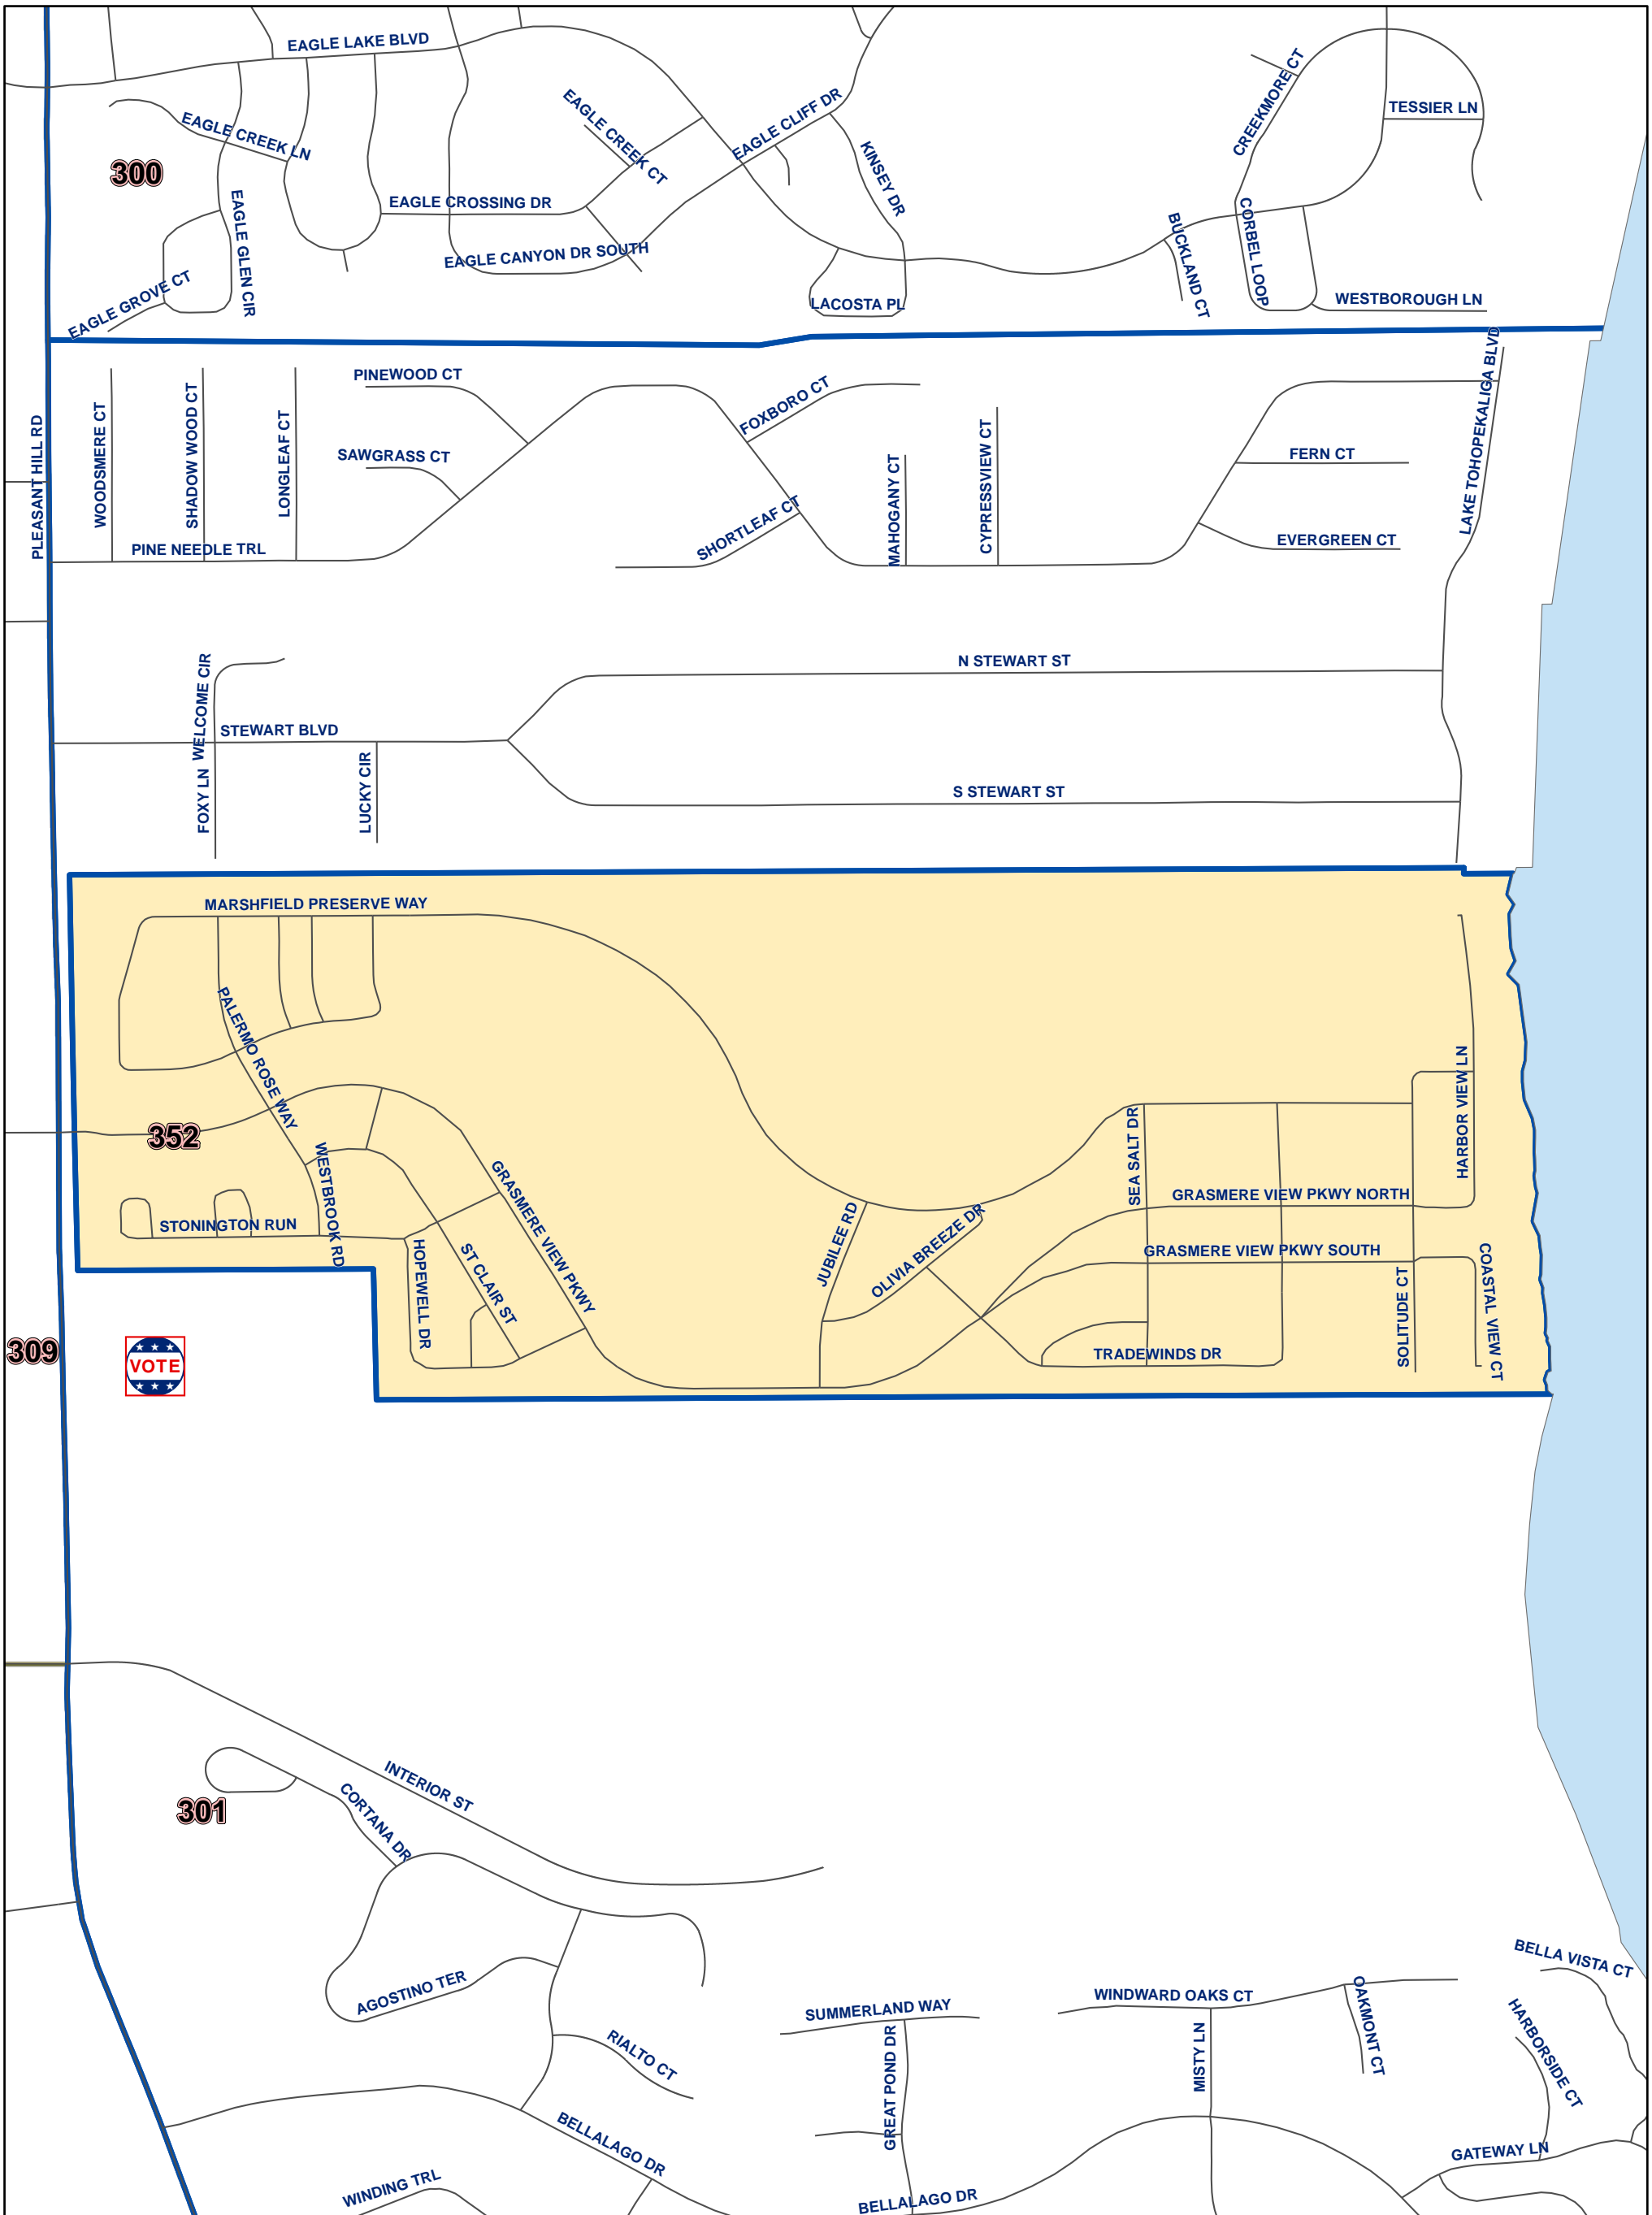 EAGLE LAKE BLVD
EAGLE CREEK LN
EAGLE CREEK CT
EAGLE CLIFF DR
KINSEY DR
CREEKMORE CT
TESSIER LN
300
EAGLE GLEN CIR
EAGLE CROSSING DR
EAGLE CANYON DR SOUTH
EAGLE GROVE CT
LACOSTA PL
BUCKLAND CT
CORBEL LOOP
WESTBOROUGH LN
PLEASANT HILL RD
WOODSMERE CT
SHADOW WOOD CT
LONGLEAF CT
PINEWOOD CT
SAWGRASS CT
FOXBORO CT
SHORTLEAF CT
MAHOGANY CT
CYPRESSVIEW CT
FERN CT
EVERGREEN CT
LAKE TOHOPEKALIGA BLVD
PINE NEEDLE TRL
WELCOME CIR
N STEWART ST
STEWART BLVD
FOXY LN
LUCKY CIR
S STEWART ST
MARSHFIELD PRESERVE WAY
PALERMO ROSE WAY
352
WESTBROOK RD
STONINGTON RUN
HOPEWELL DR
ST CLAIR ST
GRASMERE VIEW PKWY
JUBILEE RD
OLIVIA BREEZE DR
SEA SALT DR
HARBOR VIEW LN
GRASMERE VIEW PKWY NORTH
GRASMERE VIEW PKWY SOUTH
SOLITUDE CT
COASTAL VIEW CT
TRADEWINDS DR
309
VOTE
INTERIOR ST
301
CORTANA DR
AGOSTINO TER
RIALTO CT
SUMMERLAND WAY
GREAT POND DR
WINDWARD OAKS CT
MISTY LN
OAKMONT CT
BELLA VISTA CT
HARBORSIDE CT
BELLALAGO DR
GATEWAY LN
WINDING TRL
BELLALAGO DR